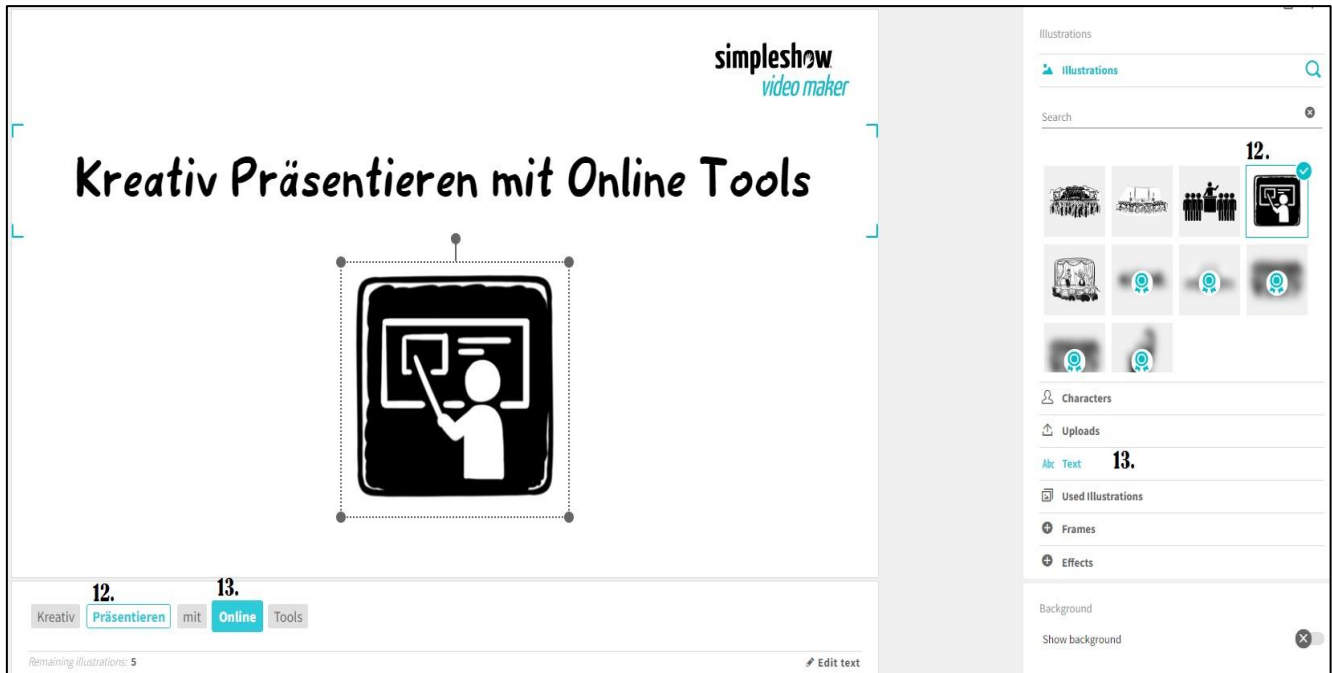 simpleshow
video maker
Kreativ Präsentieren mit Online Tools
12. 13.
Kreativ Präsentieren mit Online Tools
Remaining illustrations: 5
Edit text
Illustrations
Illustrations
Search
12.
Characters
Uploads
Abc Text 13.
Used Illustrations
Frames
Effects
Background
Show background